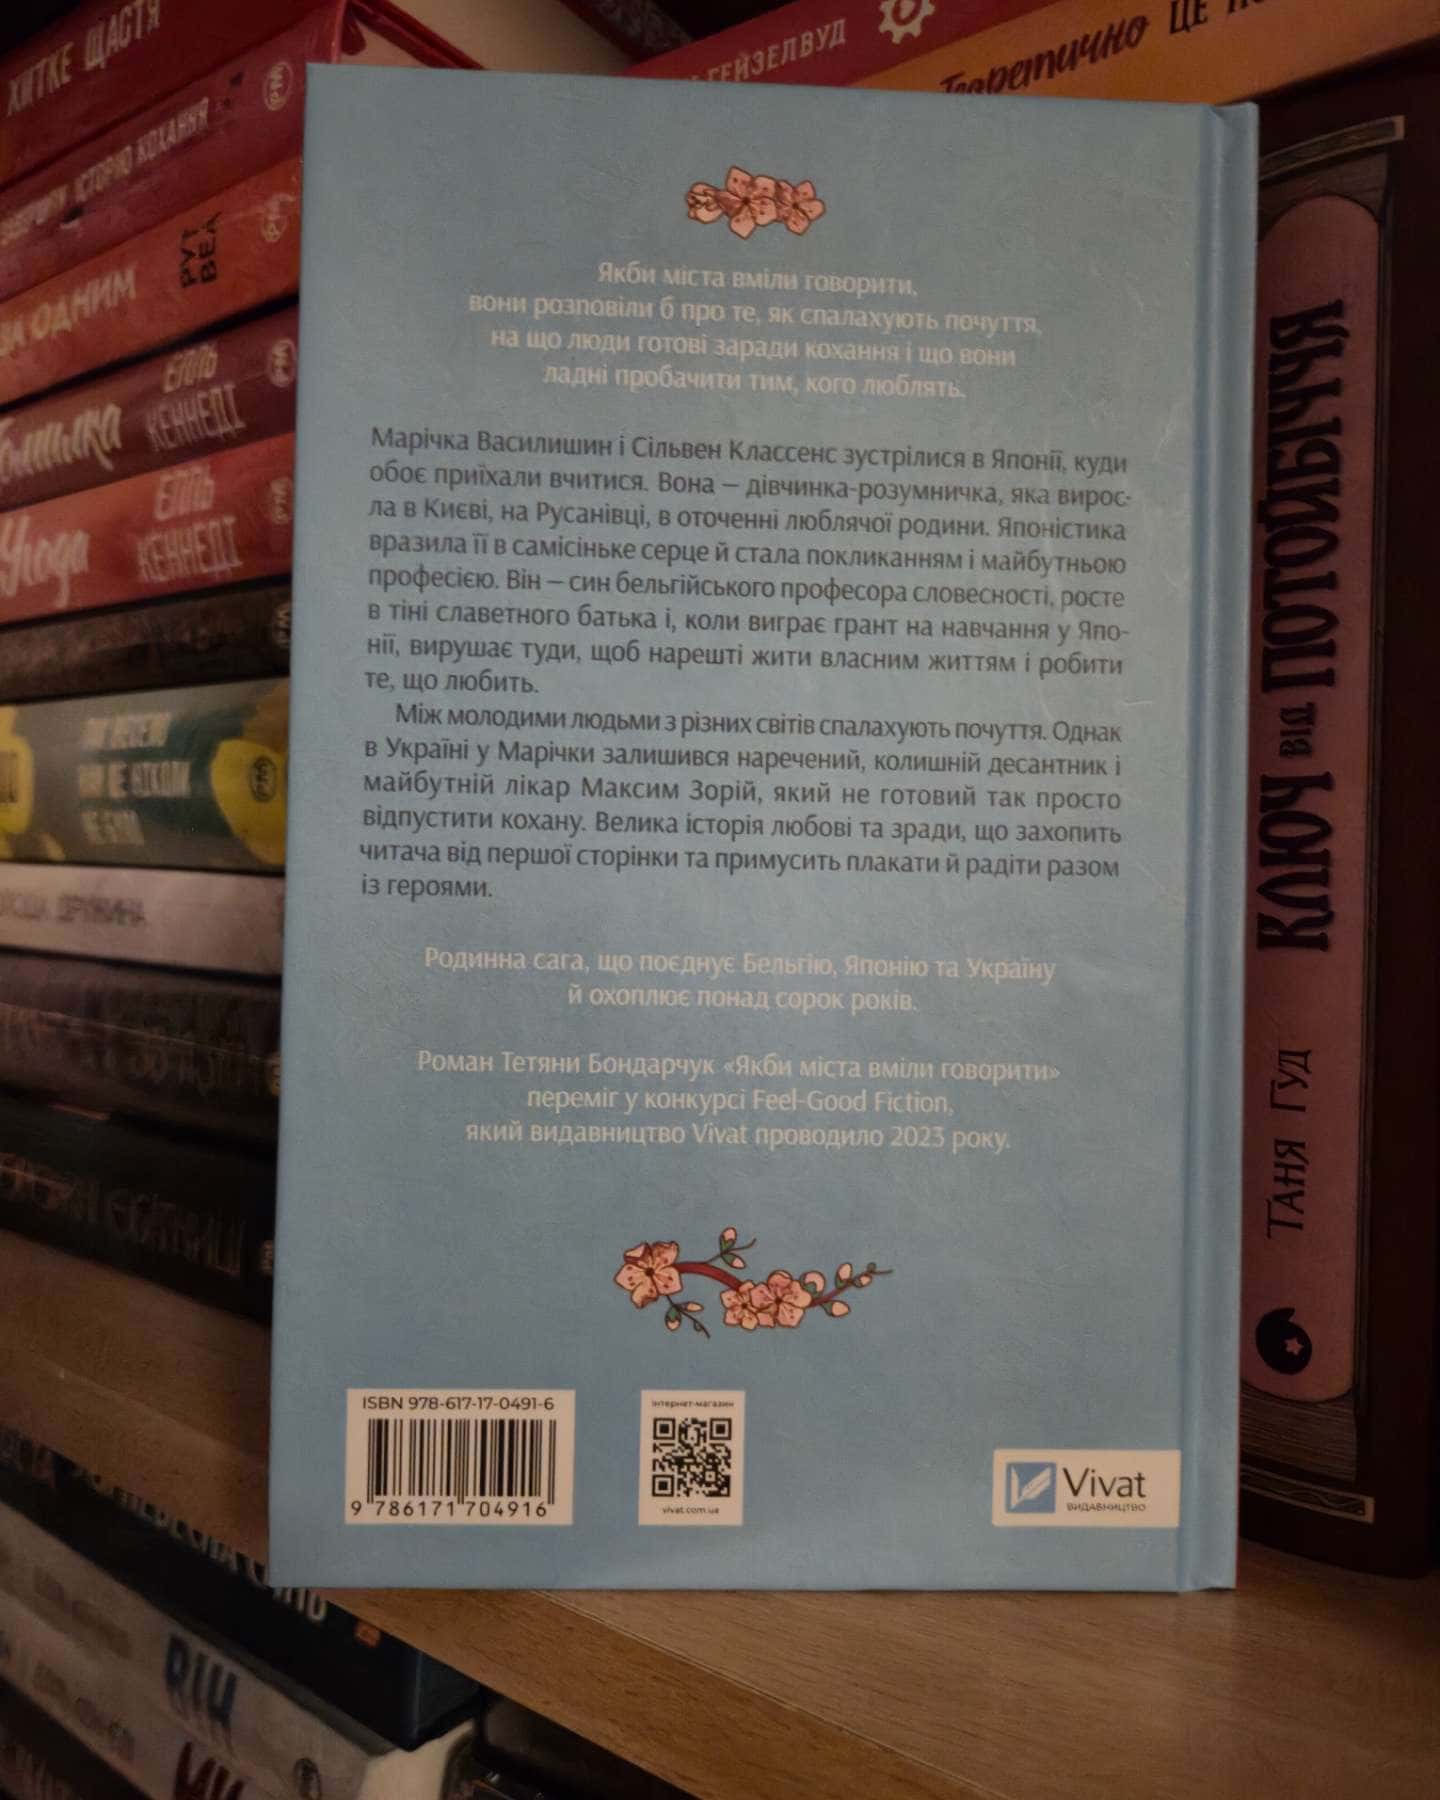 ХИТКЕ ЩАСТЯ
ІСТОРІЮ КОХАННЯ
ОДНИМ
РУТ
ВЕА
ЕЛЛЬ
КЕННЕДІ
Угода
ЕЛЛЬ
КЕННЕДІ
ГЕЙЗЕЛВУД
Теоретично ЦЕ
Якби міста вміли говорити,
вони розповіли б про те, як спалахують почуття,
на що люди готові заради кохання і що вони
ладні пробачити тим, кого люблять.
Марічка Василишин і Сільвен Классенс зустрілися в Японії, куди
обоє приїхали вчитися. Вона – дівчинка-розумничка, яка вирос-
ла в Києві, на Русанівці, в оточенні люблячої родини. Японістика
вразила її в самісіньке серце й стала покликанням і майбутньою
професією. Він – син бельгійського професора словесності, росте
в тіні славетного батька і, коли виграє грант на навчання у Япо-
нії, вирушає туди, щоб нарешті жити власним життям і робити
те, що любить.
Між молодими людьми з різних світів спалахують почуття. Однак
в Україні у Марічки залишився наречений, колишній десантник і
майбутній лікар Максим Зорій, який не готовий так просто
відпустити кохану. Велика історія любові та зради, що захопить
читача від першої сторінки та примусить плакати й радіти разом
із героями.
Родинна сага, що поєднує Бельгію, Японію та Україну
й охоплює понад сорок років.
Роман Тетяни Бондарчук «Якби міста вміли говорити»
переміг у конкурсі Feel-Good Fiction,
який видавництво Vivat проводило 2023 року.
ISBN 978-617-17-0491-6
9 786171 704916
інтернет-магазин
vivat.com.ua
Vivat
ВИДАВНИЦТВО
ТАНЯ ГУД
КЛЮЧ від ПОТОЙБІЧЧЯ
ВІН